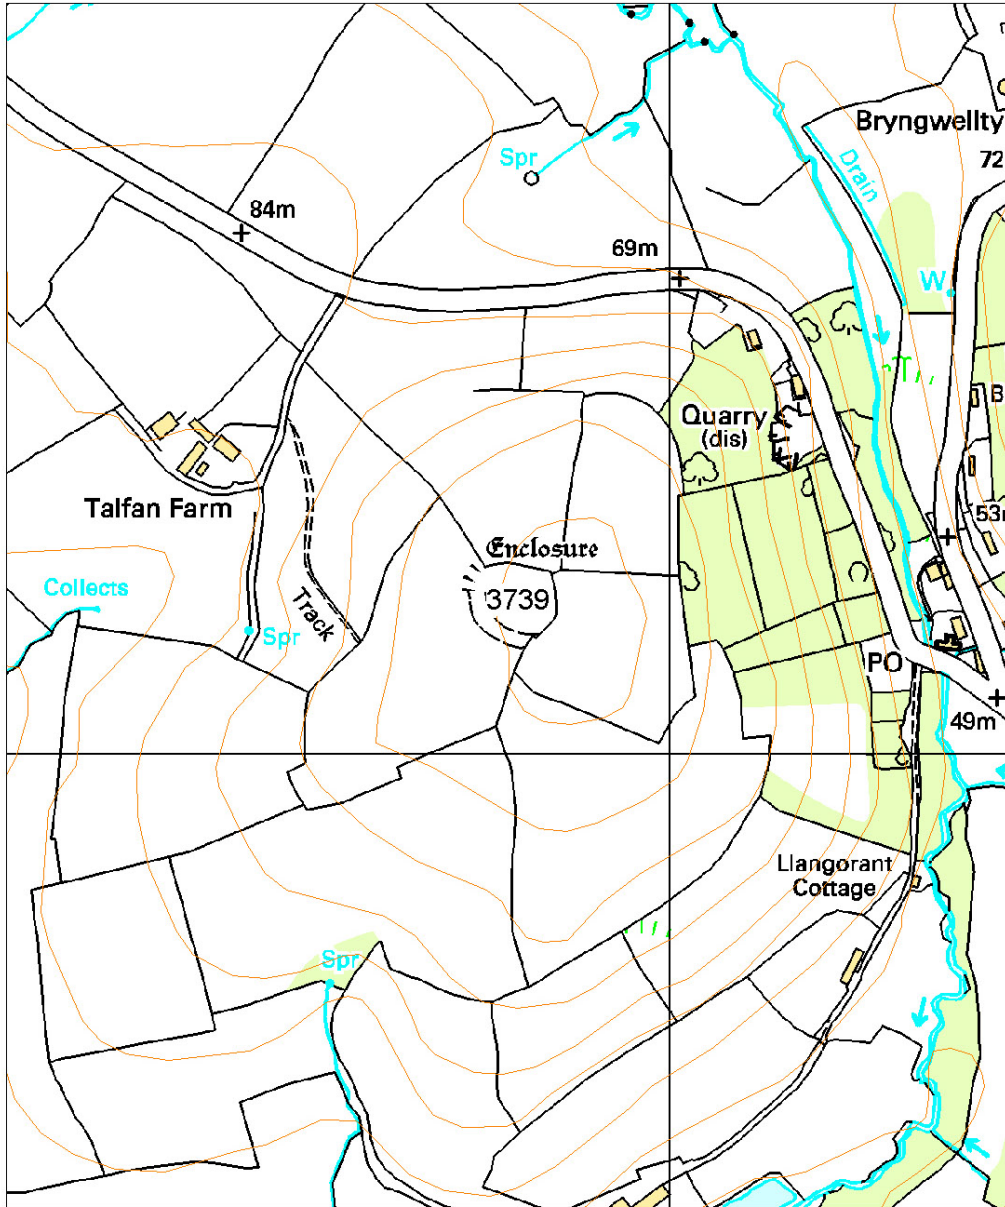 Bryngwellty
Spr
Drain
72
84m
69m
W
B
Quarry
(dis)
Talfan Farm
53m
Enclosure
Collects
3739
Track
Spr
PO
49m
Llangorant
Cottage
Spr